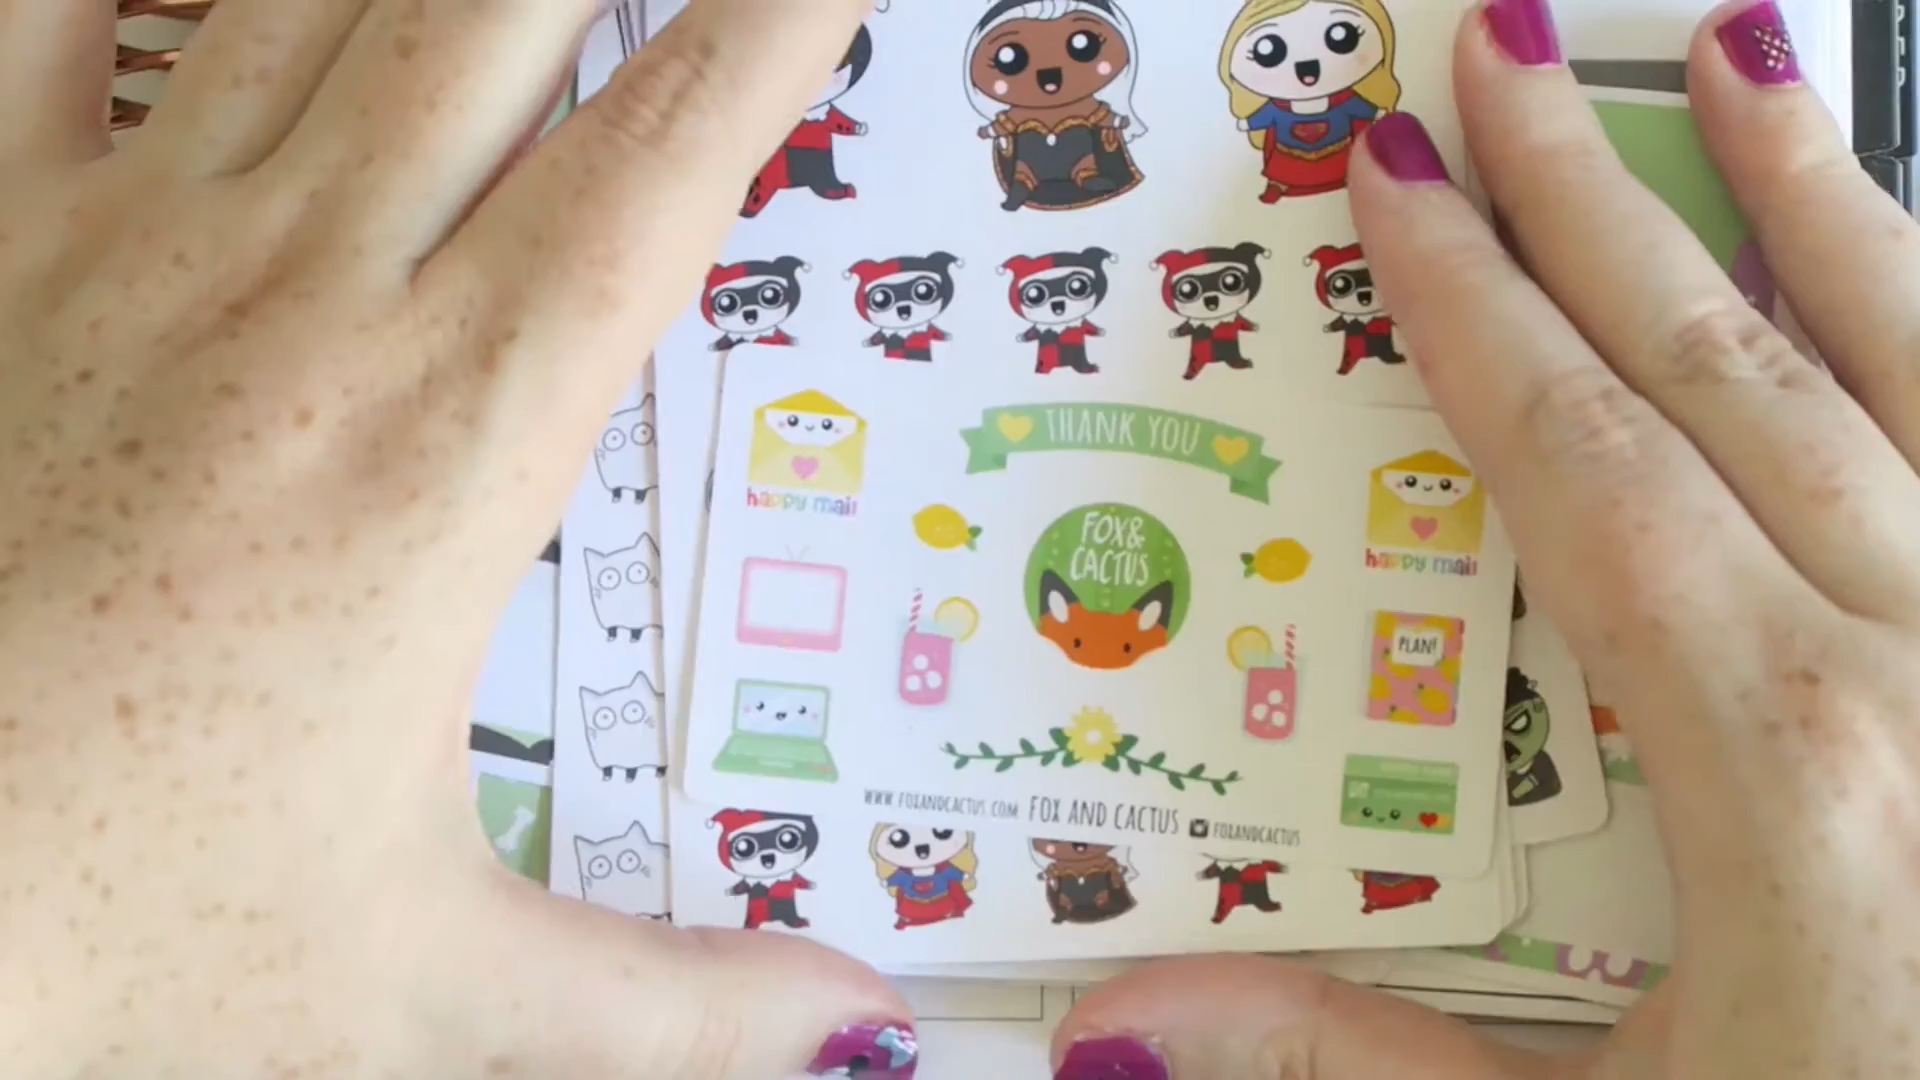 THANK YOU
happy mail
FOX&
CACTUS
happy mail
PLAN!
WWW.FOXANDCACTUS.COM FOX AND CACTUS FOXANDCACTUS